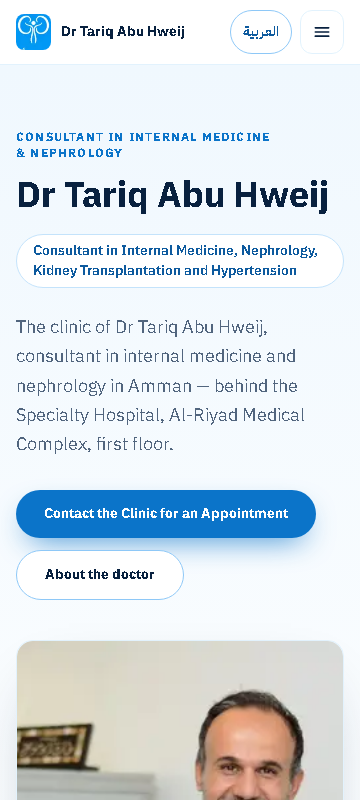 Dr Tariq Abu Hweij
العربية
CONSULTANT IN INTERNAL MEDICINE
& NEPHROLOGY
Dr Tariq Abu Hweij
Consultant in Internal Medicine, Nephrology,
Kidney Transplantation and Hypertension
The clinic of Dr Tariq Abu Hweij,
consultant in internal medicine and
nephrology in Amman — behind the
Specialty Hospital, Al-Riyad Medical
Complex, first floor.
Contact the Clinic for an Appointment
About the doctor